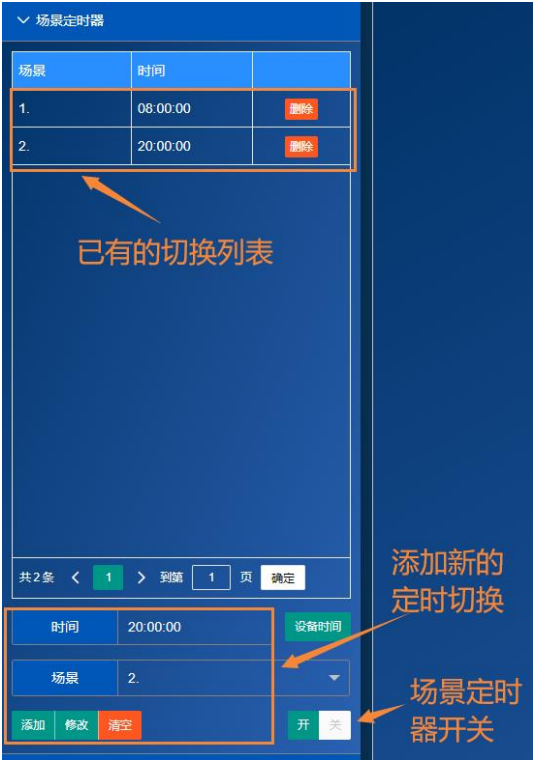 场景定时器
场景 时间
1. 08:00:00 删除
2. 20:00:00 删除
已有的切换列表
共2条 < 1 > 到第 1 页 确定
添加新的
定时切换
时间 20:00:00 设备时间
场景 2.
场景定时
器开关
添加 修改 清空 开 关